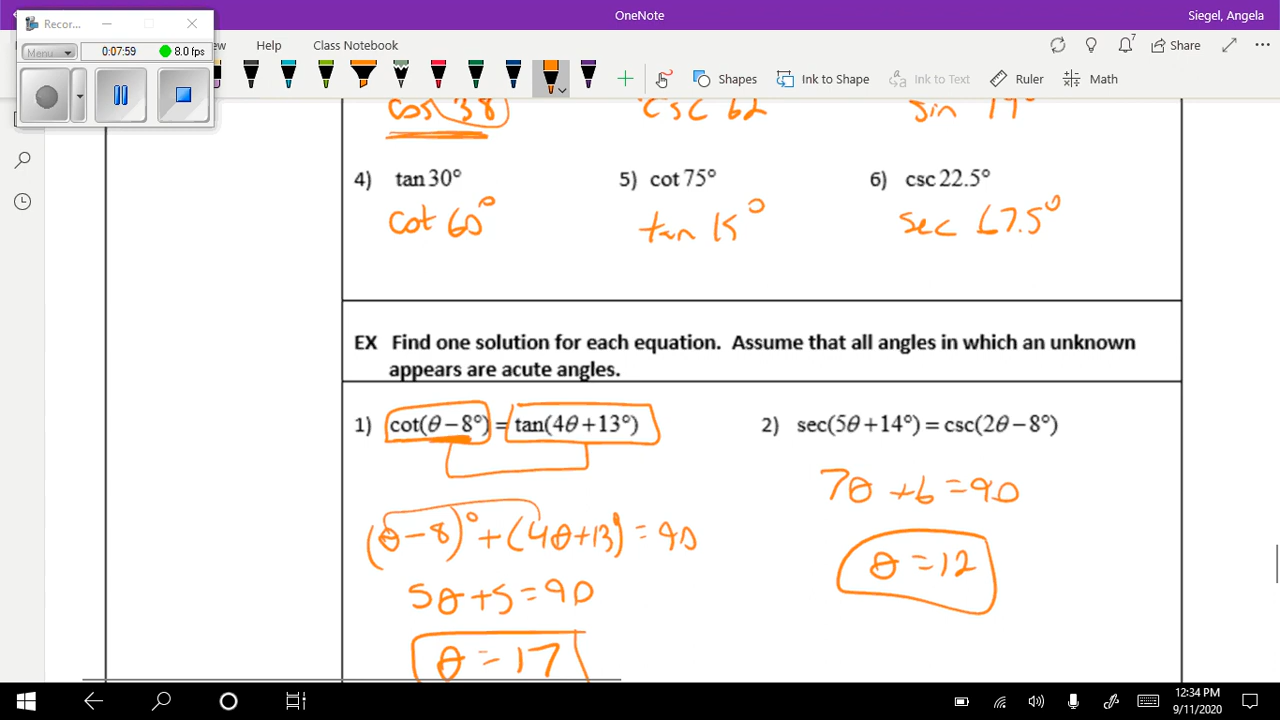 Recor...
OneNote
Siegel, Angela
Menu
0:07:59
8.0 fps
Help
Class Notebook
Share
Shapes
Ink to Shape
Ink to Text
Ruler
Math
cos 38
csc 62
sin 19°
4) tan 30°
5) cot 75°
6) csc 22.5°
cot 60°
tan 15°
sec 67.5°
EX Find one solution for each equation. Assume that all angles in which an unknown
appears are acute angles.
1) cot(θ − 8°) = tan(4θ + 13°)
2) sec(5θ + 14°) = csc(2θ − 8°)
7θ + 6 = 90
(θ − 8)° + (4θ + 13)° = 90
θ = 12
5θ + 5 = 90
θ = 17
12:34 PM
9/11/2020